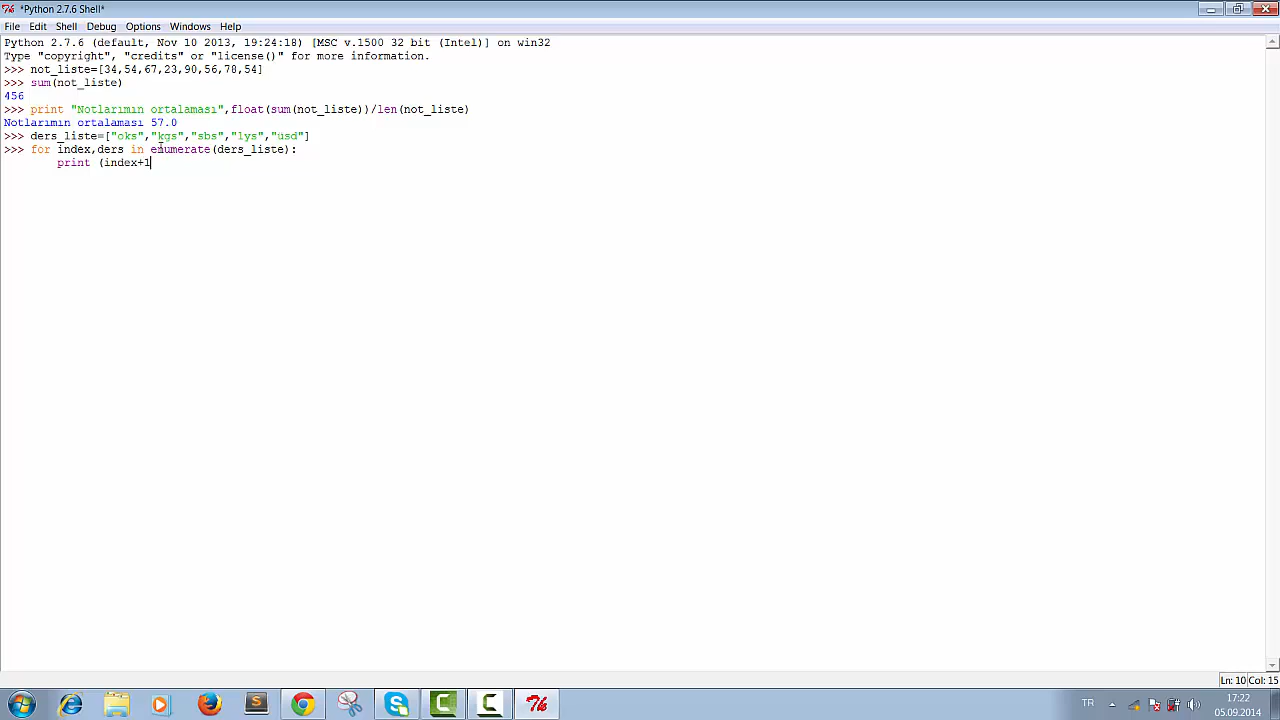 *Python 2.7.6 Shell*
File Edit Shell Debug Options Windows Help
Python 2.7.6 (default, Nov 10 2013, 19:24:18) [MSC v.1500 32 bit (Intel)] on win32
Type "copyright", "credits" or "license()" for more information.
>>> not_liste=[34,54,67,23,90,56,78,54]
>>> sum(not_liste)
456
>>> print "Notlarımın ortalaması",float(sum(not_liste))/len(not_liste)
Notlarımın ortalaması 57.0
>>> ders_liste=["oks","kgs","sbs","lys","usd"]
>>> for index,ders in enumerate(ders_liste):
print (index+1
Ln: 10 Col: 15
TR
17:22
05.09.2014